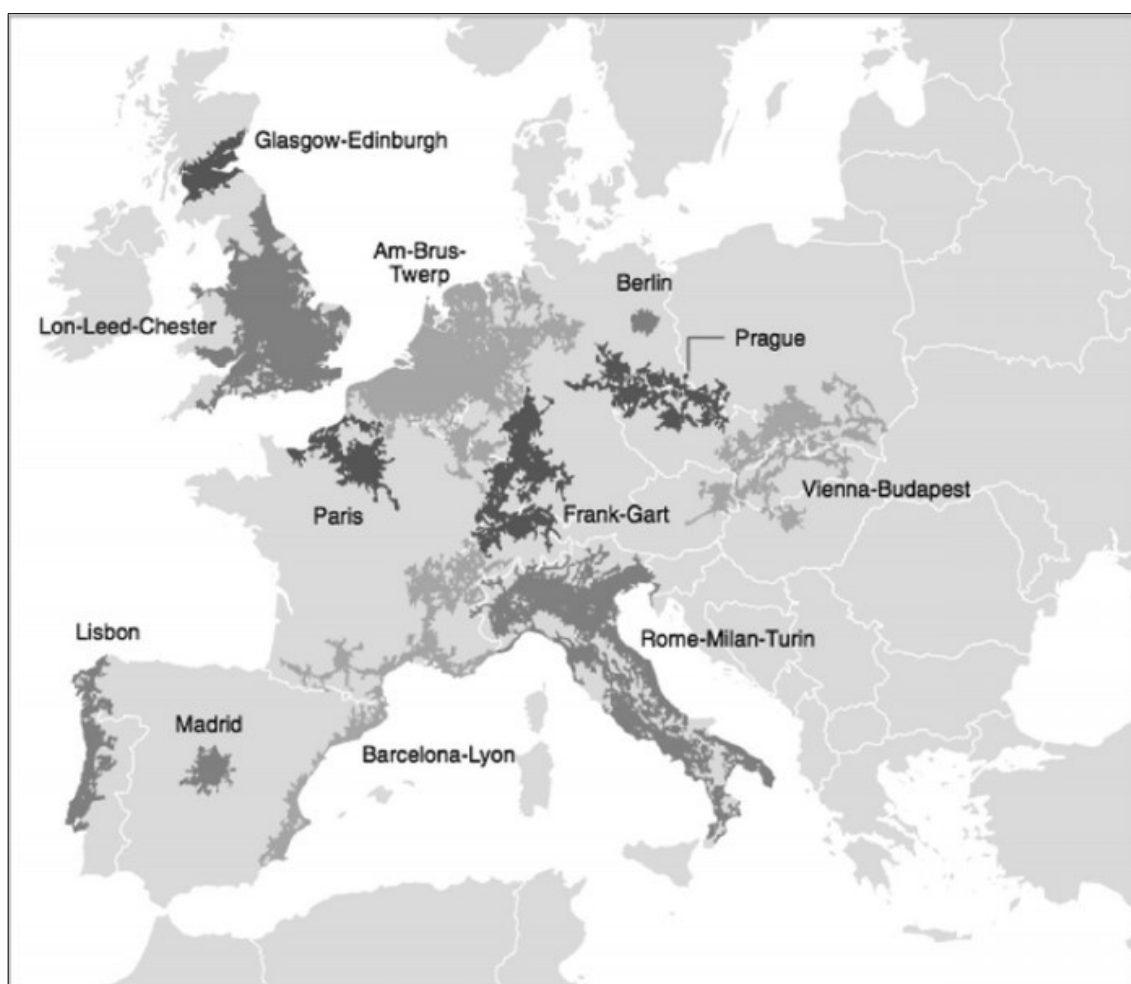 Glasgow-Edinburgh
Am-Brus-
Twerp
Berlin
Lon-Leed-Chester
Prague
Vienna-Budapest
Paris
Frank-Gart
Lisbon
Rome-Milan-Turin
Madrid
Barcelona-Lyon